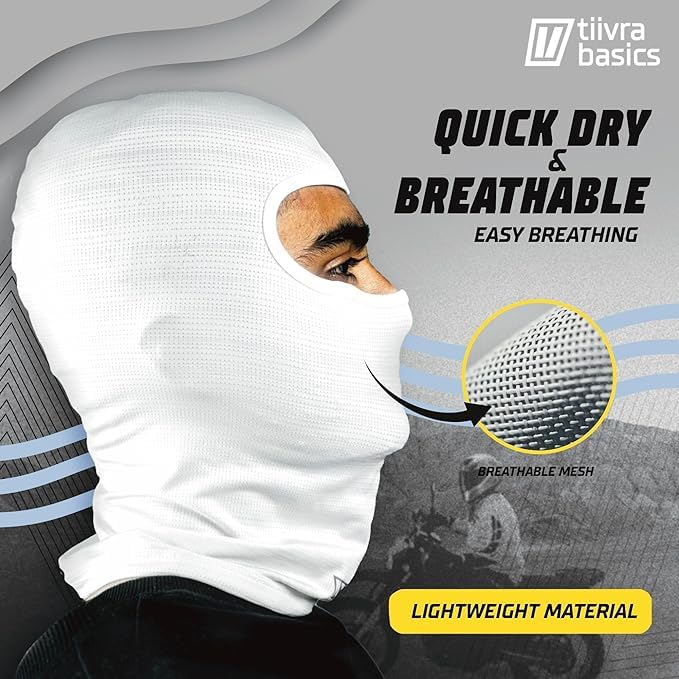 tiivra
basics
QUICK DRY
&
BREATHABLE
EASY BREATHING
BREATHABLE MESH
LIGHTWEIGHT MATERIAL